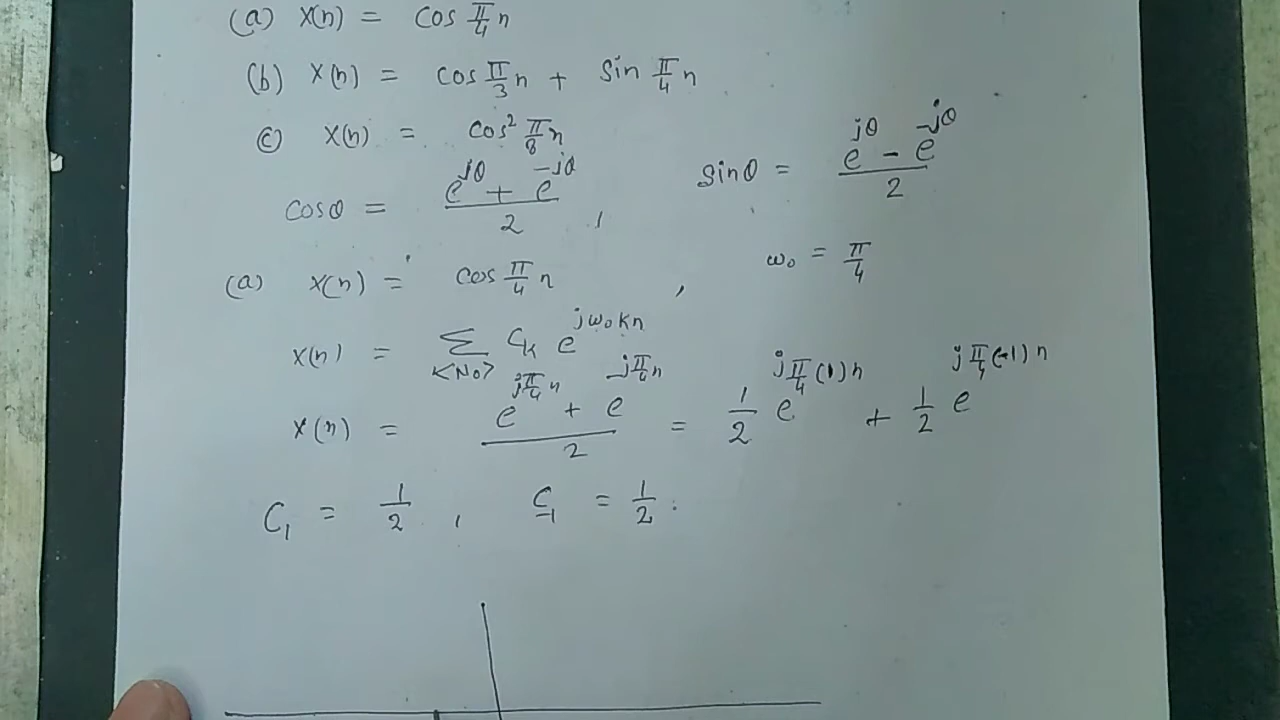 (a) x(n) = cos π/4 n
(b) x(n) = cos π/3 n + sin π/4 n
(c) x(n) = cos² π/8 n
cosθ = (e^{jθ} + e^{-jθ})/2 , sinθ = (e^{jθ} - e^{-jθ})/2
(a) x(n) = cos π/4 n , ω₀ = π/4
x(n) = Σ_{<N₀>} C_K e^{jω₀Kn}
x(n) = (e^{jπ/4 n} + e^{-jπ/4 n})/2 = 1/2 e^{jπ/4(1)n} + 1/2 e^{jπ/4(-1)n}
C₁ = 1/2 , C₋₁ = 1/2 .